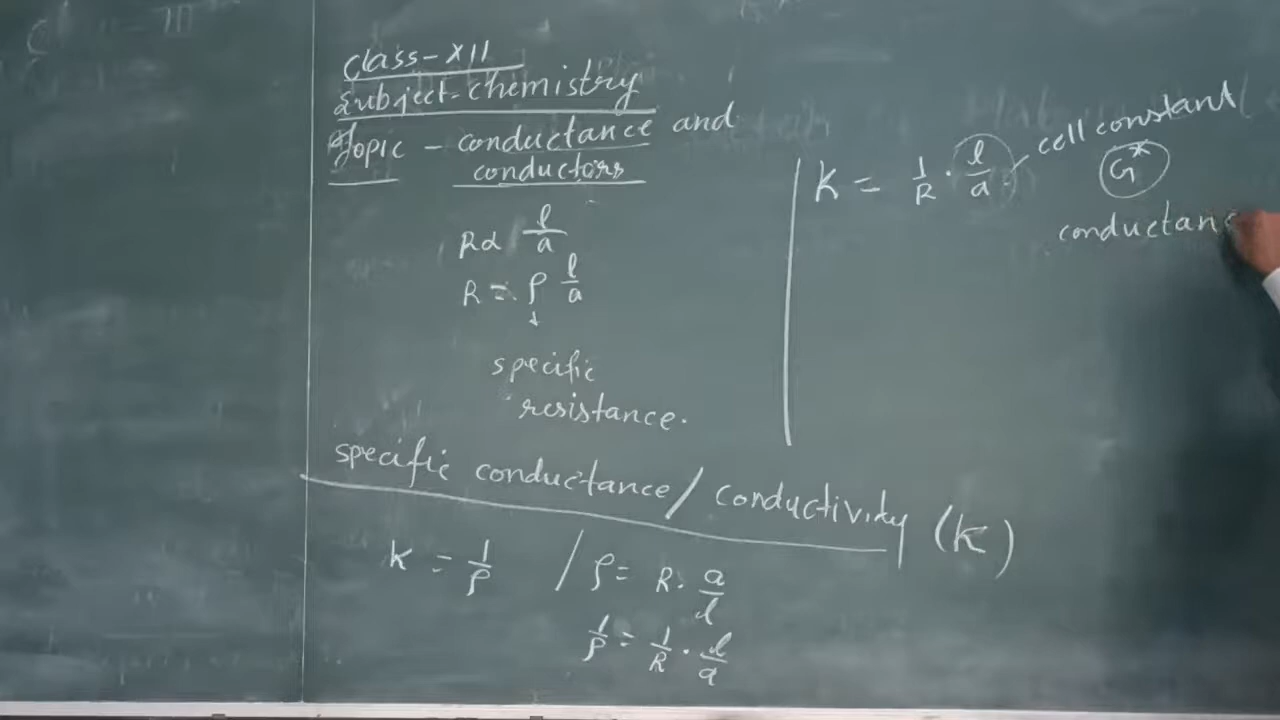 Class-XII
Subject-chemistry
Topic - conductance and
conductors
R α l/a
R = ρ l/a
↓
specific
resistance.
specific conductance / conductivity (K)
K = 1/ρ / ρ = R. a/l
1/ρ = 1/R . l/a
K = 1/R . l/a cell constant
G*
conductan